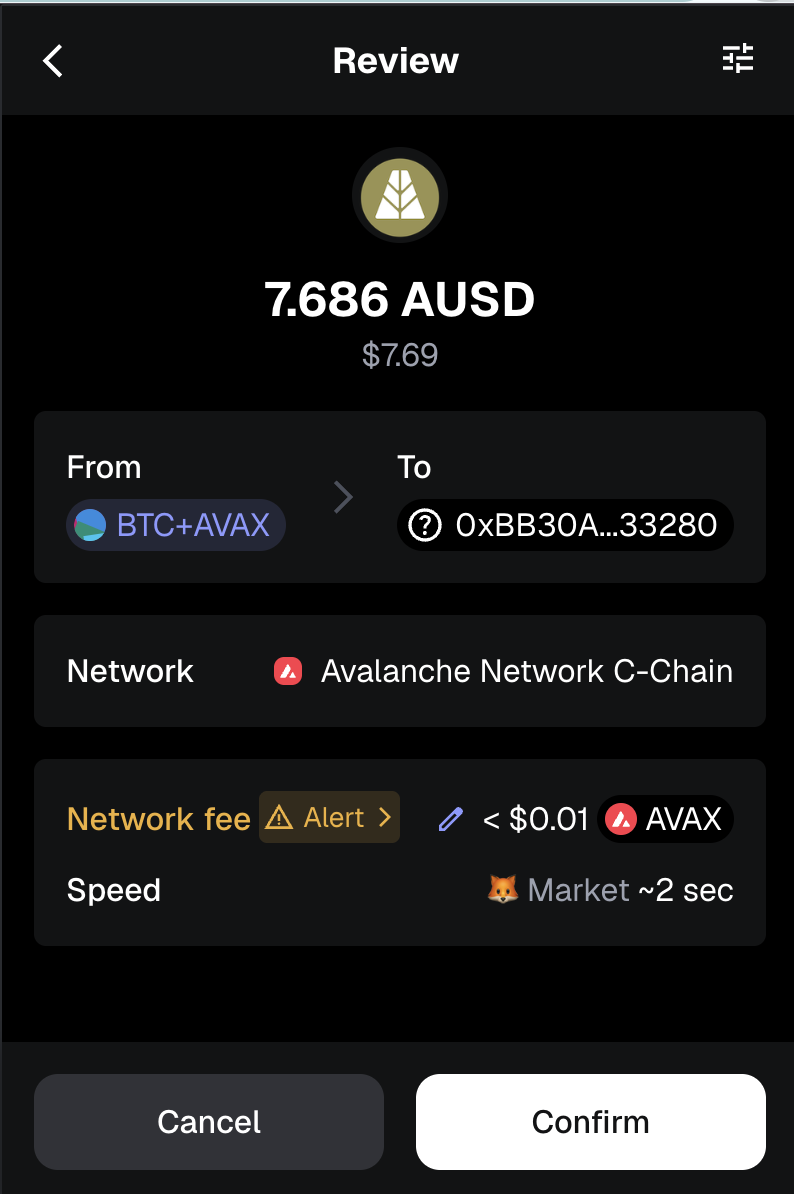 Review
7.686 AUSD
$7.69
From To
BTC+AVAX 0xBB30A...33280
Network Avalanche Network C-Chain
Network fee Alert < $0.01 AVAX
Speed Market ~2 sec
Cancel Confirm